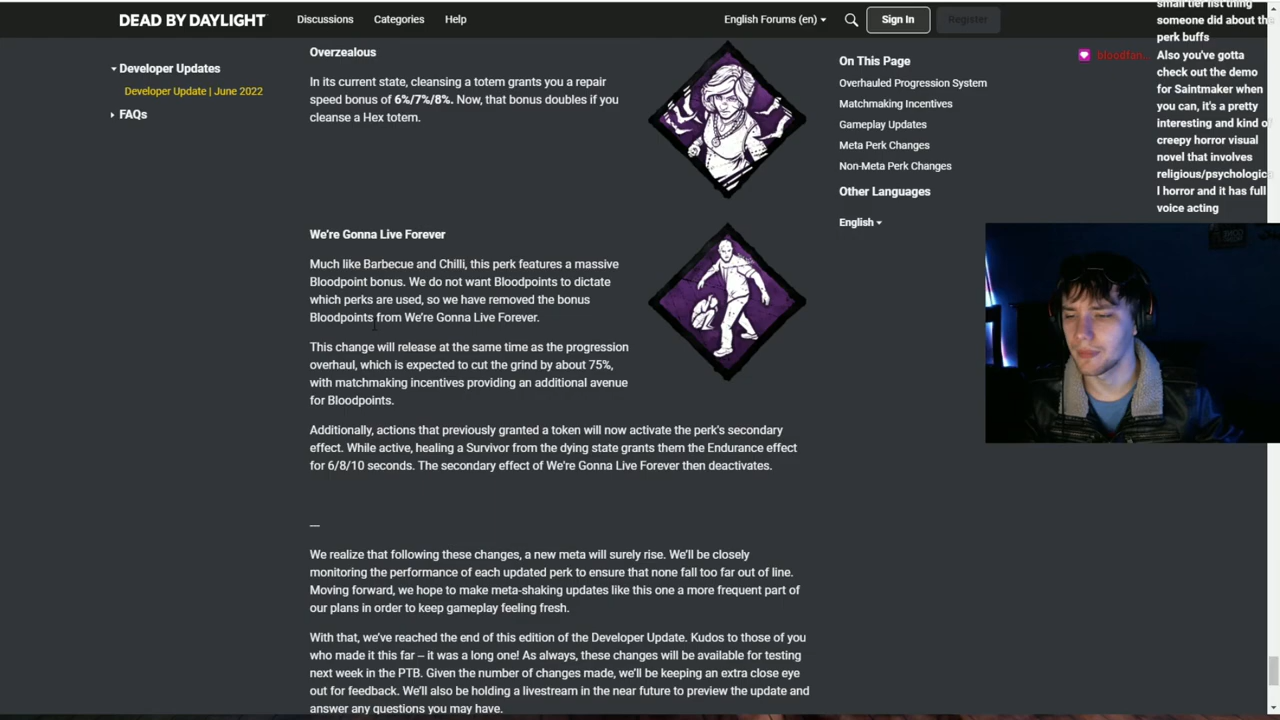 DEAD BY DAYLIGHT
Discussions
Categories
Help
English Forums (en)
Sign In
Register
Developer Updates
Developer Update | June 2022
FAQs
Overzealous
In its current state, cleansing a totem grants you a repair
speed bonus of 6%/7%/8%. Now, that bonus doubles if you
cleanse a Hex totem.
We're Gonna Live Forever
Much like Barbecue and Chilli, this perk features a massive
Bloodpoint bonus. We do not want Bloodpoints to dictate
which perks are used, so we have removed the bonus
Bloodpoints from We're Gonna Live Forever.
This change will release at the same time as the progression
overhaul, which is expected to cut the grind by about 75%,
with matchmaking incentives providing an additional avenue
for Bloodpoints.
Additionally, actions that previously granted a token will now activate the perk's secondary
effect. While active, healing a Survivor from the dying state grants them the Endurance effect
for 6/8/10 seconds. The secondary effect of We're Gonna Live Forever then deactivates.
—
We realize that following these changes, a new meta will surely rise. We'll be closely
monitoring the performance of each updated perk to ensure that none fall too far out of line.
Moving forward, we hope to make meta-shaking updates like this one a more frequent part of
our plans in order to keep gameplay feeling fresh.
With that, we've reached the end of this edition of the Developer Update. Kudos to those of you
who made it this far – it was a long one! As always, these changes will be available for testing
next week in the PTB. Given the number of changes made, we'll be keeping an extra close eye
out for feedback. We'll also be holding a livestream in the near future to preview the update and
answer any questions you may have.
On This Page
Overhauled Progression System
Matchmaking Incentives
Gameplay Updates
Meta Perk Changes
Non-Meta Perk Changes
Other Languages
English
bloodfan...
small tier list thing
someone did about the
perk buffs
Also you've gotta
check out the demo
for Saintmaker when
you can, it's a pretty
interesting and kind o
creepy horror visual
novel that involves
religious/psychologica
l horror and it has full
voice acting